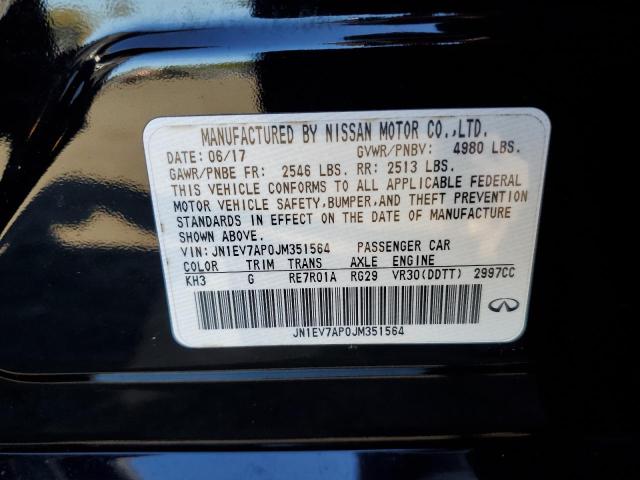 MANUFACTURED BY NISSAN MOTOR CO.,LTD.
DATE: 06/17 GVWR/PNBV: 4980 LBS.
GAWR/PNBE FR: 2546 LBS. RR: 2513 LBS.
THIS VEHICLE CONFORMS TO ALL APPLICABLE FEDERAL
MOTOR VEHICLE SAFETY,BUMPER,AND THEFT PREVENTION
STANDARDS IN EFFECT ON THE DATE OF MANUFACTURE
SHOWN ABOVE.
VIN: JN1EV7AP0JM351564 PASSENGER CAR
COLOR TRIM TRANS AXLE ENGINE
KH3 G RE7R01A RG29 VR30(DDTT) 2997CC
JN1EV7AP0JM351564